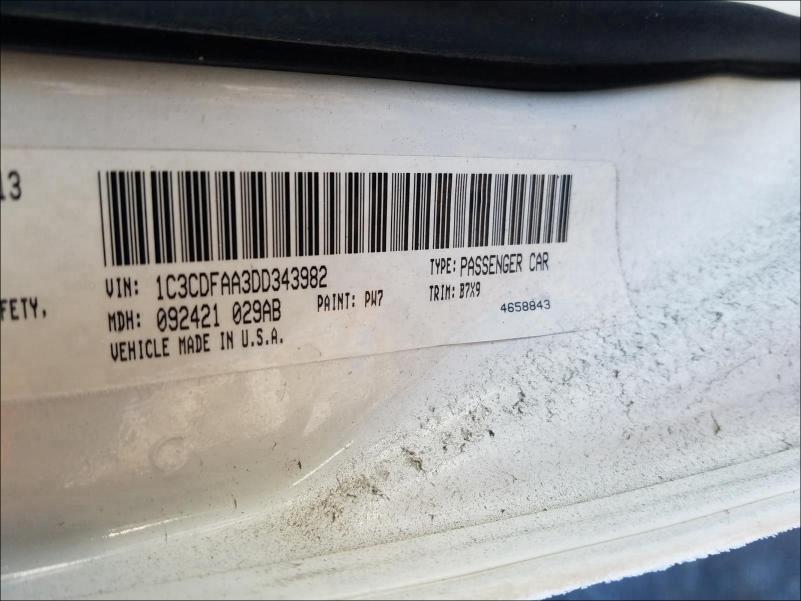 13
FETY,
VIN: 1C3CDFAA3DD343982
TYPE: PASSENGER CAR
MDH: 092421 029AB
PAINT: PW7
TRIM: B7X9
VEHICLE MADE IN U.S.A.
4658843